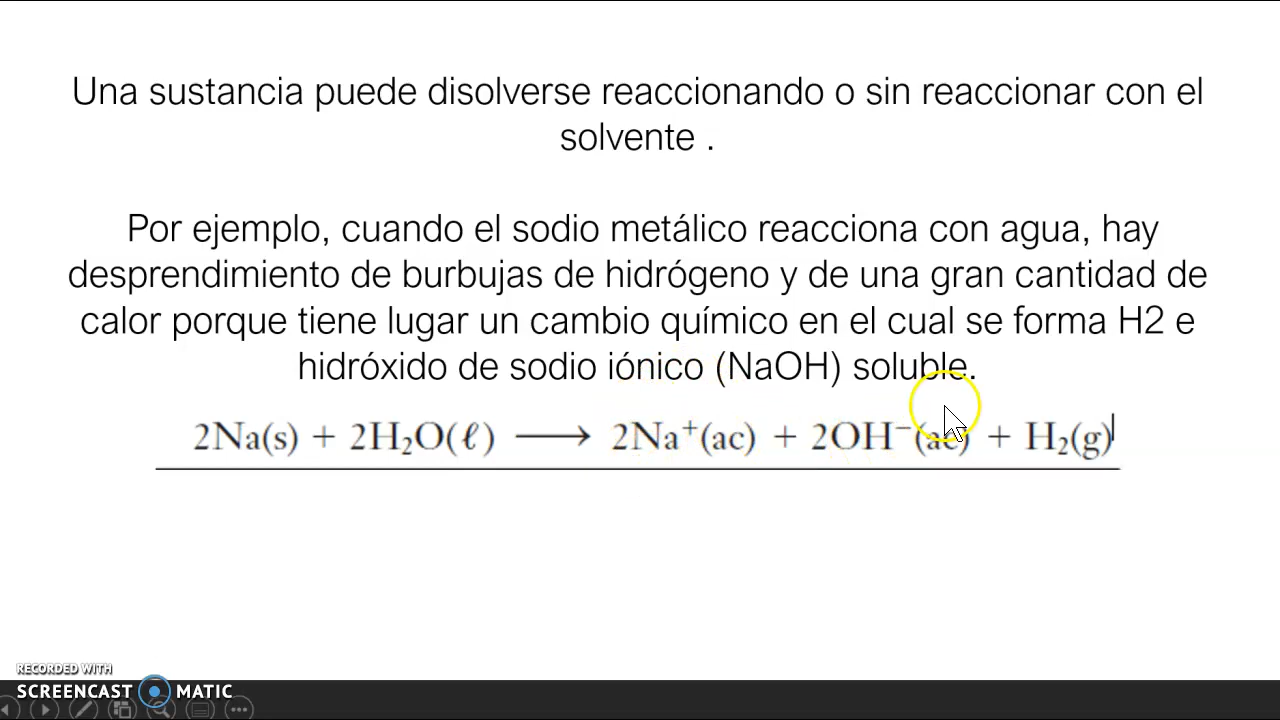 Una sustancia puede disolverse reaccionando o sin reaccionar con el
solvente .
Por ejemplo, cuando el sodio metálico reacciona con agua, hay
desprendimiento de burbujas de hidrógeno y de una gran cantidad de
calor porque tiene lugar un cambio químico en el cual se forma H2 e
hidróxido de sodio iónico (NaOH) soluble.
2Na(s) + 2H₂O(ℓ) ⟶ 2Na⁺(ac) + 2OH⁻(ac) + H₂(g)
RECORDED WITH
SCREENCAST MATIC